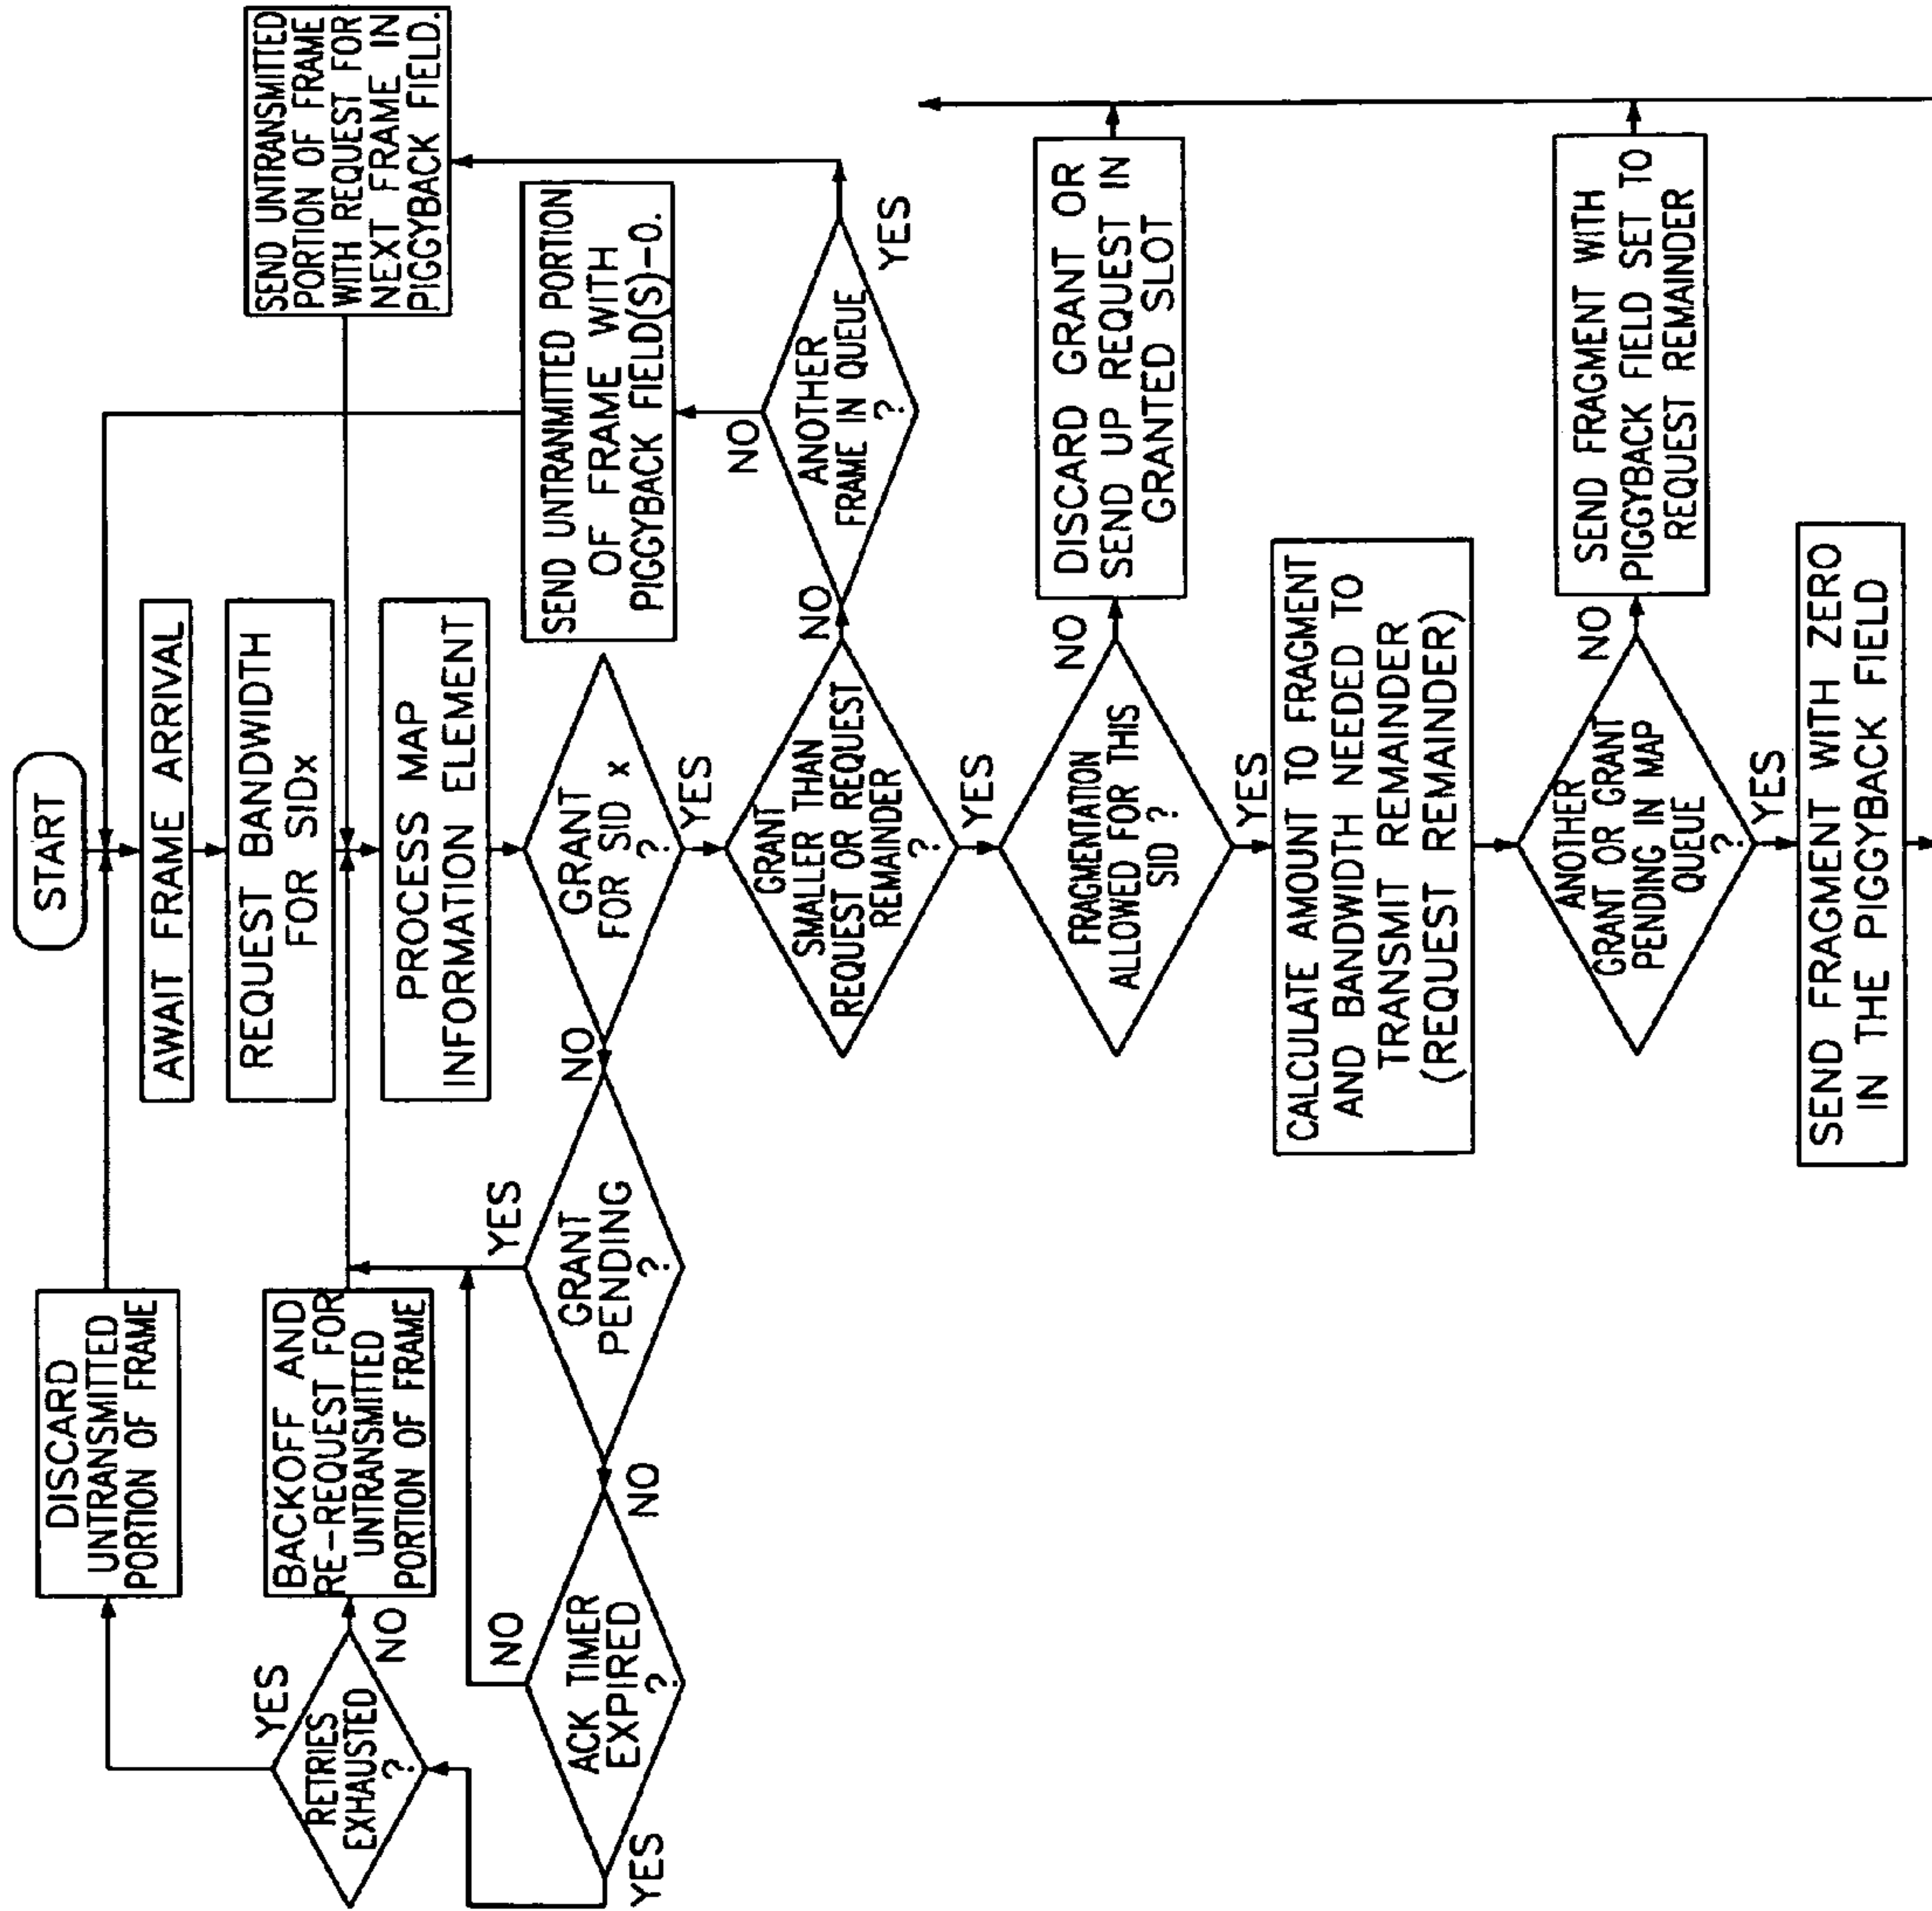 START
AWAIT FRAME ARRIVAL
REQUEST BANDWIDTH
FOR SIDx
PROCESS MAP
INFORMATION ELEMENT
GRANT
FOR SID x
?
YES
NO
GRANT
SMALLER THAN
REQUEST OR REQUEST
REMAINDER
?
YES
NO
FRAGMENTATION
ALLOWED FOR THIS
SID ?
YES
NO
CALCULATE AMOUNT TO FRAGMENT
AND BANDWIDTH NEEDED TO
TRANSMIT REMAINDER
(REQUEST REMAINDER)
ANOTHER
GRANT OR GRANT
PENDING IN MAP
QUEUE
?
YES
NO
SEND FRAGMENT WITH ZERO
IN THE PIGGYBACK FIELD
SEND FRAGMENT WITH
PIGGYBACK FIELD SET TO
REQUEST REMAINDER
DISCARD GRANT OR
SEND UP REQUEST IN
GRANTED SLOT
ANOTHER
FRAME IN QUEUE
?
NO
YES
SEND UNTRANMITTED PORTION
OF FRAME WITH
PIGGYBACK FIELD(S)-0.
SEND UNTRANSMITTED
PORTION OF FRAME
WITH REQUEST FOR
NEXT FRAME IN
PIGGYBACK FIELD.
GRANT
PENDING
?
YES
NO
ACK TIMER
EXPIRED
?
NO
YES
RETRIES
EXHAUSTED
?
YES
NO
BACKOFF AND
RE-REQUEST FOR
UNTRANSMITTED
PORTION OF FRAME
DISCARD
UNTRANSMITTED
PORTION OF FRAME